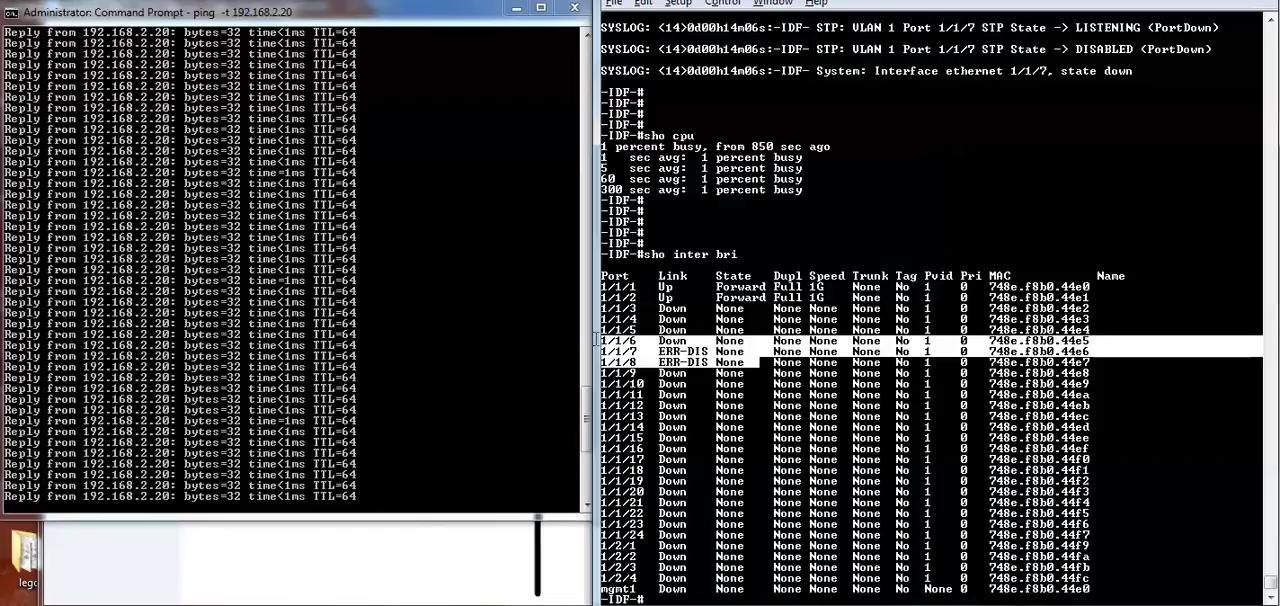 Administrator: Command Prompt - ping -t 192.168.2.20
Reply from 192.168.2.20: bytes=32 time<1ms TTL=64
Reply from 192.168.2.20: bytes=32 time<1ms TTL=64
Reply from 192.168.2.20: bytes=32 time<1ms TTL=64
Reply from 192.168.2.20: bytes=32 time<1ms TTL=64
Reply from 192.168.2.20: bytes=32 time<1ms TTL=64
Reply from 192.168.2.20: bytes=32 time<1ms TTL=64
Reply from 192.168.2.20: bytes=32 time<1ms TTL=64
Reply from 192.168.2.20: bytes=32 time<1ms TTL=64
Reply from 192.168.2.20: bytes=32 time<1ms TTL=64
Reply from 192.168.2.20: bytes=32 time<1ms TTL=64
Reply from 192.168.2.20: bytes=32 time<1ms TTL=64
Reply from 192.168.2.20: bytes=32 time<1ms TTL=64
Reply from 192.168.2.20: bytes=32 time<1ms TTL=64
Reply from 192.168.2.20: bytes=32 time=1ms TTL=64
Reply from 192.168.2.20: bytes=32 time<1ms TTL=64
Reply from 192.168.2.20: bytes=32 time<1ms TTL=64
Reply from 192.168.2.20: bytes=32 time<1ms TTL=64
Reply from 192.168.2.20: bytes=32 time<1ms TTL=64
Reply from 192.168.2.20: bytes=32 time<1ms TTL=64
Reply from 192.168.2.20: bytes=32 time<1ms TTL=64
Reply from 192.168.2.20: bytes=32 time<1ms TTL=64
Reply from 192.168.2.20: bytes=32 time<1ms TTL=64
Reply from 192.168.2.20: bytes=32 time<1ms TTL=64
Reply from 192.168.2.20: bytes=32 time=1ms TTL=64
Reply from 192.168.2.20: bytes=32 time<1ms TTL=64
Reply from 192.168.2.20: bytes=32 time<1ms TTL=64
Reply from 192.168.2.20: bytes=32 time<1ms TTL=64
Reply from 192.168.2.20: bytes=32 time<1ms TTL=64
Reply from 192.168.2.20: bytes=32 time<1ms TTL=64
Reply from 192.168.2.20: bytes=32 time<1ms TTL=64
Reply from 192.168.2.20: bytes=32 time<1ms TTL=64
Reply from 192.168.2.20: bytes=32 time=1ms TTL=64
Reply from 192.168.2.20: bytes=32 time<1ms TTL=64
Reply from 192.168.2.20: bytes=32 time<1ms TTL=64
Reply from 192.168.2.20: bytes=32 time<1ms TTL=64
Reply from 192.168.2.20: bytes=32 time=1ms TTL=64
Reply from 192.168.2.20: bytes=32 time<1ms TTL=64
Reply from 192.168.2.20: bytes=32 time=1ms TTL=64
Reply from 192.168.2.20: bytes=32 time<1ms TTL=64
Reply from 192.168.2.20: bytes=32 time<1ms TTL=64
Reply from 192.168.2.20: bytes=32 time<1ms TTL=64
Reply from 192.168.2.20: bytes=32 time<1ms TTL=64
Reply from 192.168.2.20: bytes=32 time<1ms TTL=64
Reply from 192.168.2.20: bytes=32 time<1ms TTL=64
lego
File Edit Setup Control Window Help
SYSLOG: <14>0d00h14m06s:-IDF- STP: VLAN 1 Port 1/1/7 STP State -> LISTENING (PortDown)
SYSLOG: <14>0d00h14m06s:-IDF- STP: VLAN 1 Port 1/1/7 STP State -> DISABLED (PortDown)
SYSLOG: <14>0d00h14m06s:-IDF- System: Interface ethernet 1/1/7, state down
-IDF-#
-IDF-#
-IDF-#
-IDF-#
-IDF-#sho cpu
1 percent busy, from 850 sec ago
1   sec avg:  1 percent busy
5   sec avg:  1 percent busy
60  sec avg:  1 percent busy
300 sec avg:  1 percent busy
-IDF-#
-IDF-#
-IDF-#
-IDF-#
-IDF-#
-IDF-#sho inter bri
Port Link State Dupl Speed Trunk Tag Pvid Pri MAC Name
1/1/1 Up Forward Full 1G None No 1 0 748e.f8b0.44e0
1/1/2 Up Forward Full 1G None No 1 0 748e.f8b0.44e1
1/1/3 Down None None None None No 1 0 748e.f8b0.44e2
1/1/4 Down None None None None No 1 0 748e.f8b0.44e3
1/1/5 Down None None None None No 1 0 748e.f8b0.44e4
1/1/6 Down None None None None No 1 0 748e.f8b0.44e5
1/1/7 ERR-DIS None None None None No 1 0 748e.f8b0.44e6
1/1/8 ERR-DIS None None None None No 1 0 748e.f8b0.44e7
1/1/9 Down None None None None No 1 0 748e.f8b0.44e8
1/1/10 Down None None None None No 1 0 748e.f8b0.44e9
1/1/11 Down None None None None No 1 0 748e.f8b0.44ea
1/1/12 Down None None None None No 1 0 748e.f8b0.44eb
1/1/13 Down None None None None No 1 0 748e.f8b0.44ec
1/1/14 Down None None None None No 1 0 748e.f8b0.44ed
1/1/15 Down None None None None No 1 0 748e.f8b0.44ee
1/1/16 Down None None None None No 1 0 748e.f8b0.44ef
1/1/17 Down None None None None No 1 0 748e.f8b0.44f0
1/1/18 Down None None None None No 1 0 748e.f8b0.44f1
1/1/19 Down None None None None No 1 0 748e.f8b0.44f2
1/1/20 Down None None None None No 1 0 748e.f8b0.44f3
1/1/21 Down None None None None No 1 0 748e.f8b0.44f4
1/1/22 Down None None None None No 1 0 748e.f8b0.44f5
1/1/23 Down None None None None No 1 0 748e.f8b0.44f6
1/1/24 Down None None None None No 1 0 748e.f8b0.44f7
1/2/1 Down None None None None No 1 0 748e.f8b0.44f9
1/2/2 Down None None None None No 1 0 748e.f8b0.44fa
1/2/3 Down None None None None No 1 0 748e.f8b0.44fb
1/2/4 Down None None None None No 1 0 748e.f8b0.44fc
mgmt1 Down None None None None No None 0 748e.f8b0.44e0
-IDF-#